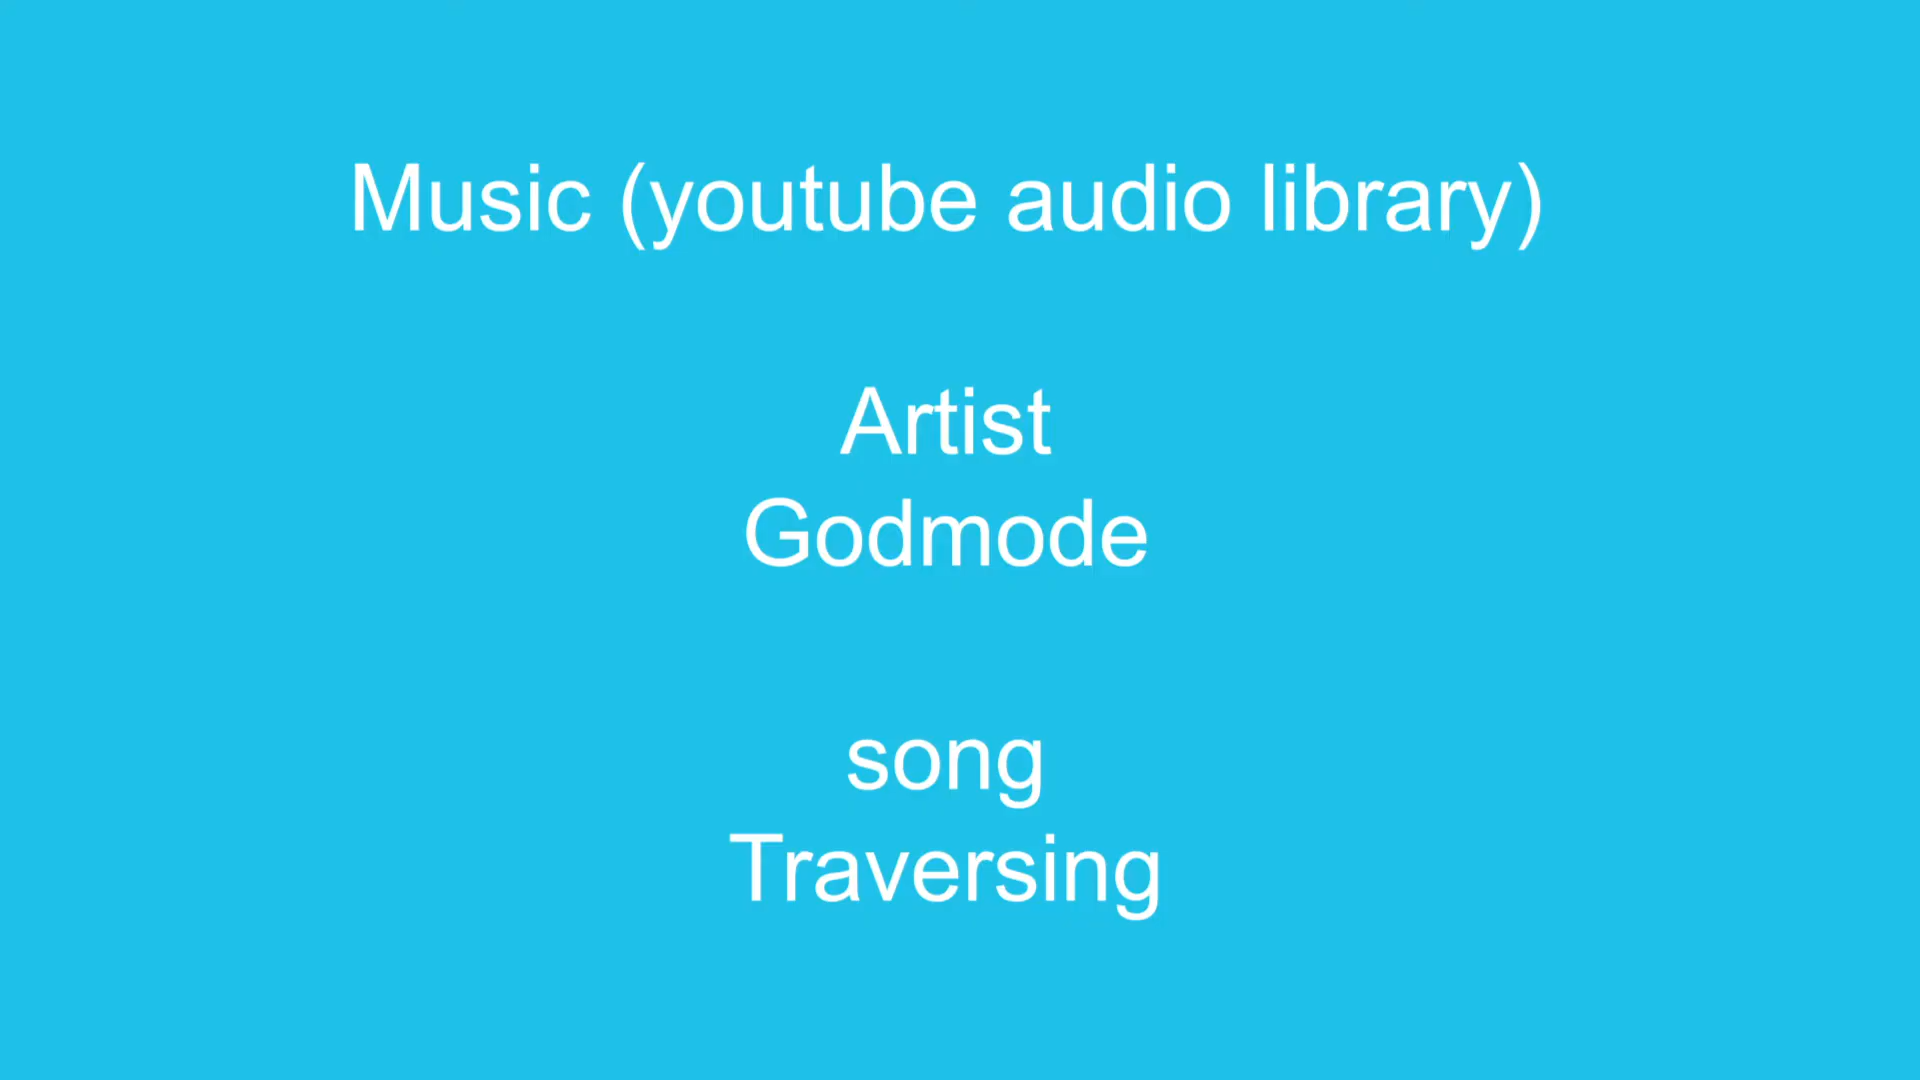 Music (youtube audio library)
Artist
Godmode
song
Traversing